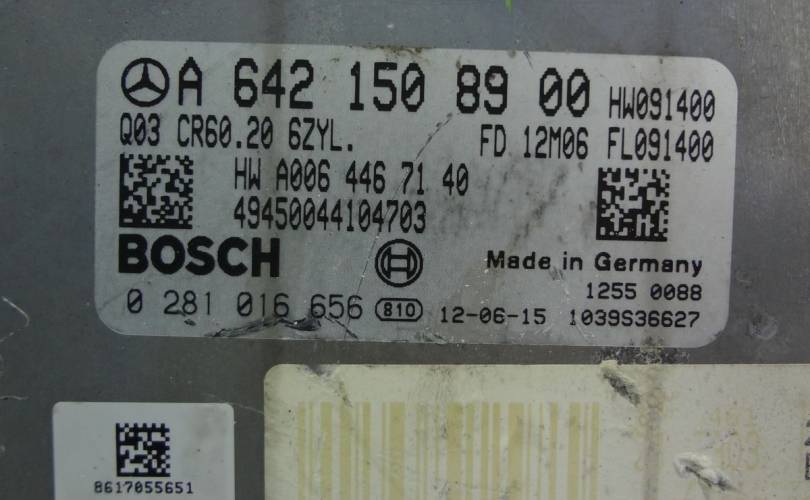 A 642 150 89 00 HW091400
Q03 CR60.20 6ZYL. FD 12M06 FL091400
HW A006 446 71 40
49450044104703
BOSCH
Made in Germany
1255 0088
0 281 016 656 810 12-06-15 1039S36627
8617055651